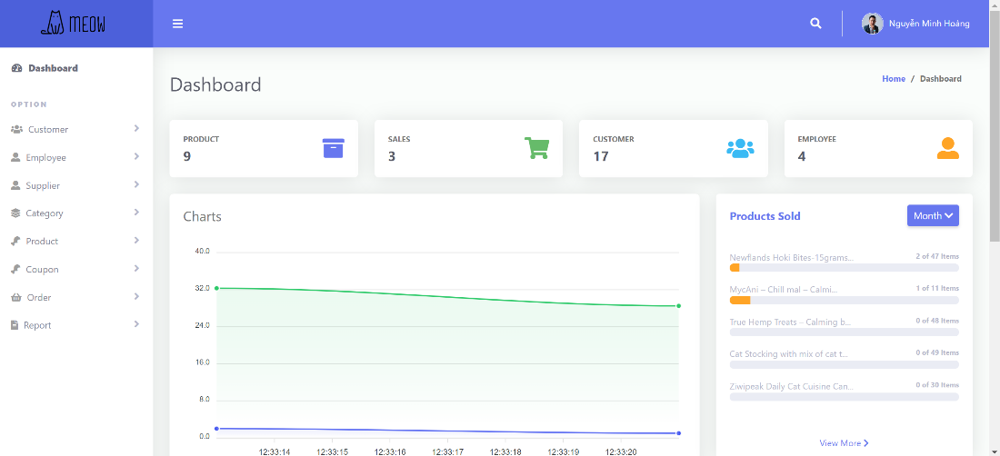 MEOW
Nguyễn Minh Hoảng
Dashboard
OPTION
Customer
Employee
Supplier
Category
Product
Coupon
Order
Report
Dashboard
Home / Dashboard
PRODUCT
9
SALES
3
CUSTOMER
17
EMPLOYEE
4
Charts
40.0
32.0
24.0
16.0
8.0
0.0
12:33:14 12:33:15 12:33:16 12:33:17 12:33:18 12:33:19 12:33:20
Products Sold
Month
Newflands Hoki Bites-15grams... 2 of 47 Items
MycAni – Chill mal – Calmi... 1 of 11 Items
True Hemp Treats – Calming b... 0 of 48 Items
Cat Stocking with mix of cat t... 0 of 49 Items
Ziwipeak Daily Cat Cuisine Can... 0 of 30 Items
View More